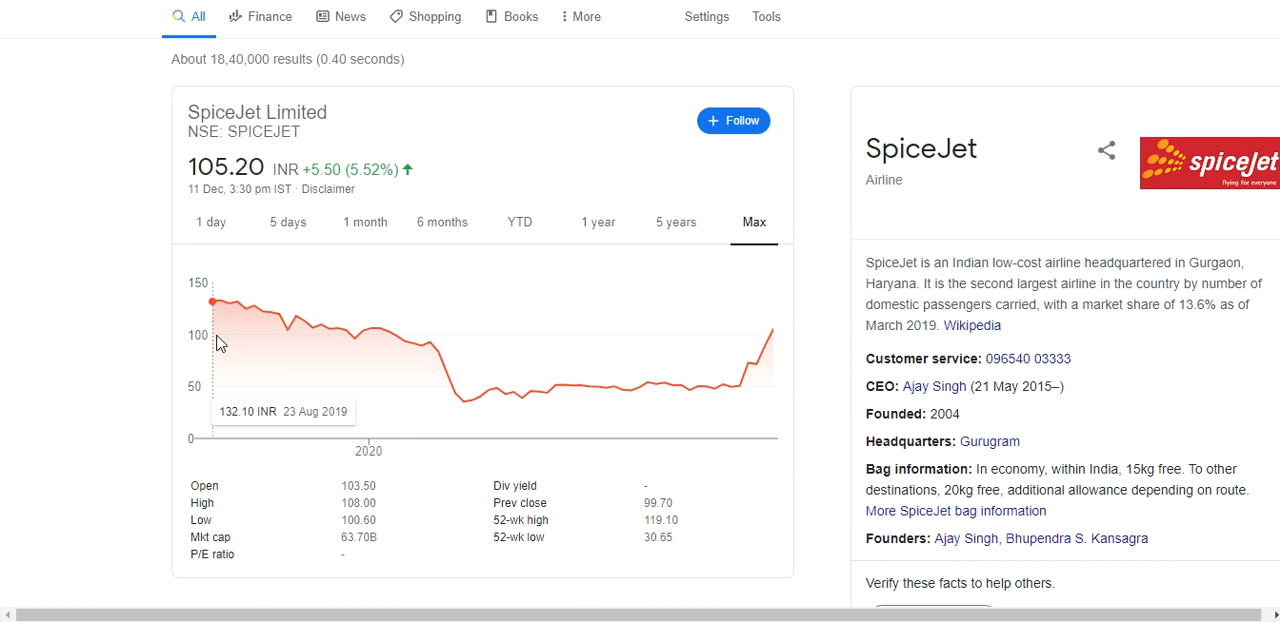 All Finance News Shopping Books More Settings Tools
About 18,40,000 results (0.40 seconds)
SpiceJet Limited
NSE: SPICEJET
Follow
105.20 INR +5.50 (5.52%)
11 Dec, 3:30 pm IST · Disclaimer
1 day 5 days 1 month 6 months YTD 1 year 5 years Max
150
100
50
0
132.10 INR 23 Aug 2019
2020
Open 103.50 Div yield -
High 108.00 Prev close 99.70
Low 100.60 52-wk high 119.10
Mkt cap 63.70B 52-wk low 30.65
P/E ratio -
SpiceJet
Airline
spiceJet
flying for everyone
SpiceJet is an Indian low-cost airline headquartered in Gurgaon,
Haryana. It is the second largest airline in the country by number of
domestic passengers carried, with a market share of 13.6% as of
March 2019. Wikipedia
Customer service: 096540 03333
CEO: Ajay Singh (21 May 2015–)
Founded: 2004
Headquarters: Gurugram
Bag information: In economy, within India, 15kg free. To other
destinations, 20kg free, additional allowance depending on route.
More SpiceJet bag information
Founders: Ajay Singh, Bhupendra S. Kansagra
Verify these facts to help others.